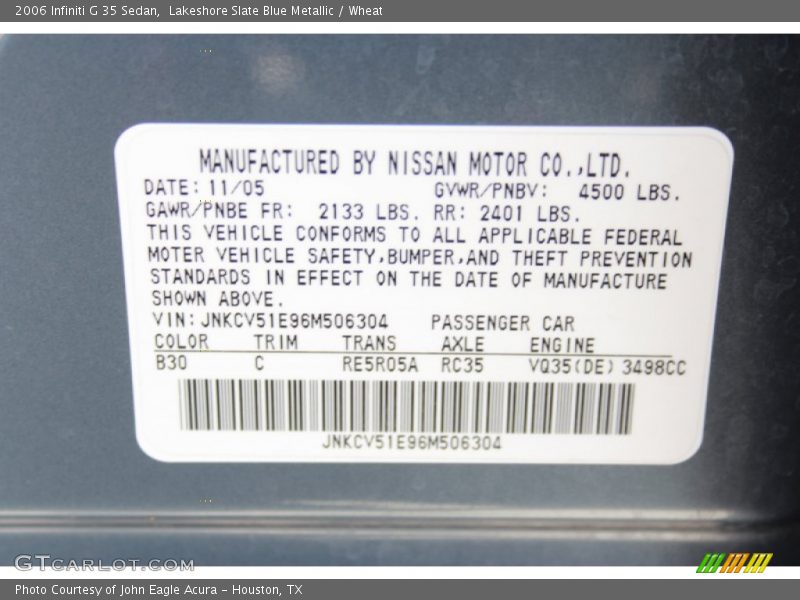 2006 Infiniti G 35 Sedan,  Lakeshore Slate Blue Metallic / Wheat
MANUFACTURED BY NISSAN MOTOR CO.,LTD.
DATE: 11/05 GVWR/PNBV: 4500 LBS.
GAWR/PNBE FR: 2133 LBS. RR: 2401 LBS.
THIS VEHICLE CONFORMS TO ALL APPLICABLE FEDERAL
MOTER VEHICLE SAFETY,BUMPER,AND THEFT PREVENTION
STANDARDS IN EFFECT ON THE DATE OF MANUFACTURE
SHOWN ABOVE.
VIN: JNKCV51E96M506304 PASSENGER CAR
COLOR TRIM TRANS AXLE ENGINE
B30 C RE5R05A RC35 VQ35(DE) 3498CC
JNKCV51E96M506304
GTCARLOT.COM
Photo Courtesy of John Eagle Acura - Houston, TX